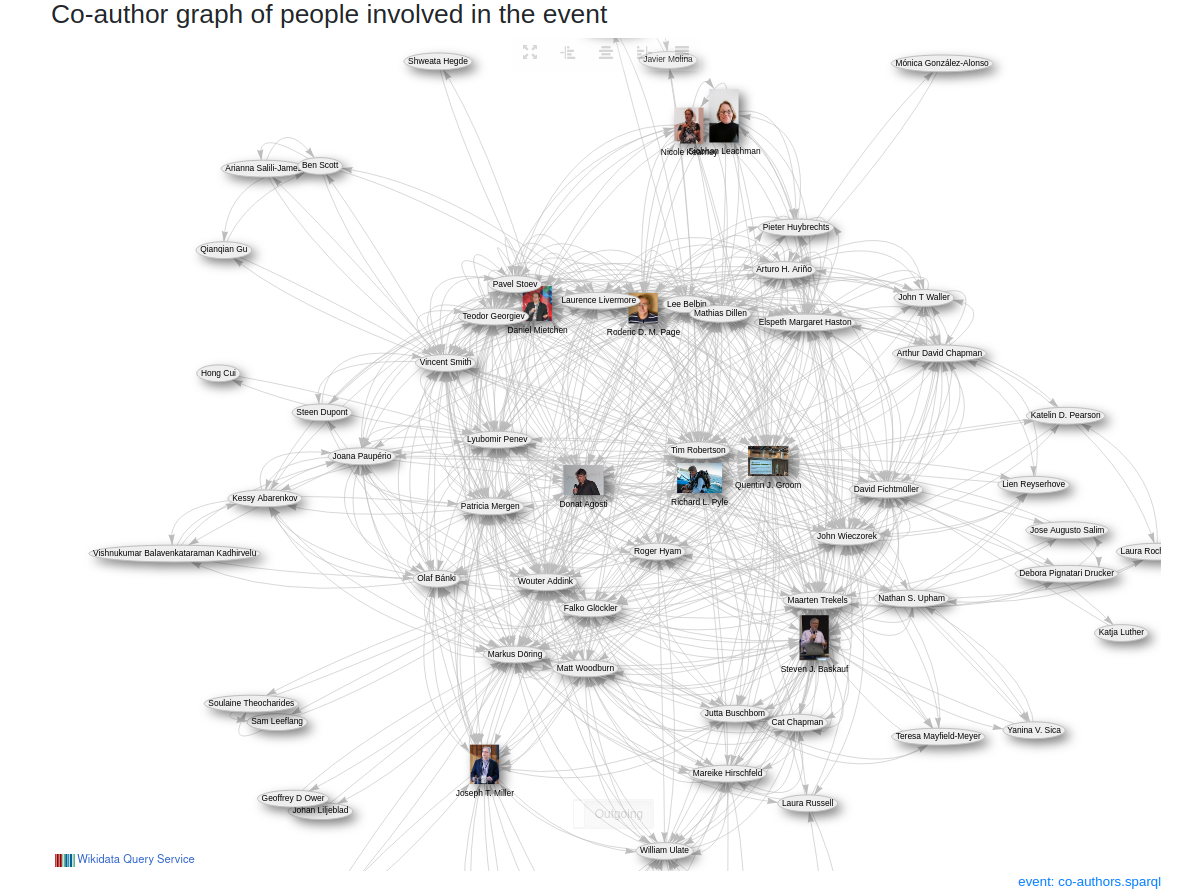 Co-author graph of people involved in the event
Shweata Hegde
Javier Molina
Mónica González-Alonso
Nicole
Siobhan Leachman
Arianna Salili-James
Ben Scott
Pieter Huybrechts
Qianqian Gu
Arturo H. Ariño
Pavel Stoev
Laurence Livermore
Lee Belbin
John T Waller
Teodor Georgiev
Mathias Dillen
Elspeth Margaret Haston
Daniel Mietchen
Roderic D. M. Page
Vincent Smith
Arthur David Chapman
Hong Cui
Steen Dupont
Katelin D. Pearson
Lyubomir Penev
Joana Paupério
Tim Robertson
Quentin J. Groom
Lien Reyserhove
David Fichtmüller
Kessy Abarenkov
Patricia Mergen
Donat Agosti
Richard L. Pyle
Jose Augusto Salim
John Wieczorek
Vishnukumar Balavenkataraman Kadhirvelu
Roger Hyam
Laura Roc
Debora Pignatari Drucker
Olaf Bánki
Wouter Addink
Falko Glöckler
Maarten Trekels
Nathan S. Upham
Katja Luther
Markus Döring
Matt Woodburn
Steven J. Baskauf
Soulaine Theocharides
Sam Leeflang
Jutta Buschbom
Cat Chapman
Teresa Mayfield-Meyer
Yanina V. Sica
Mareike Hirschfeld
Joseph T. Miller
Geoffrey D Ower
Johan Liljeblad
Laura Russell
Outgoing
William Ulate
Wikidata Query Service
event: co-authors.sparql